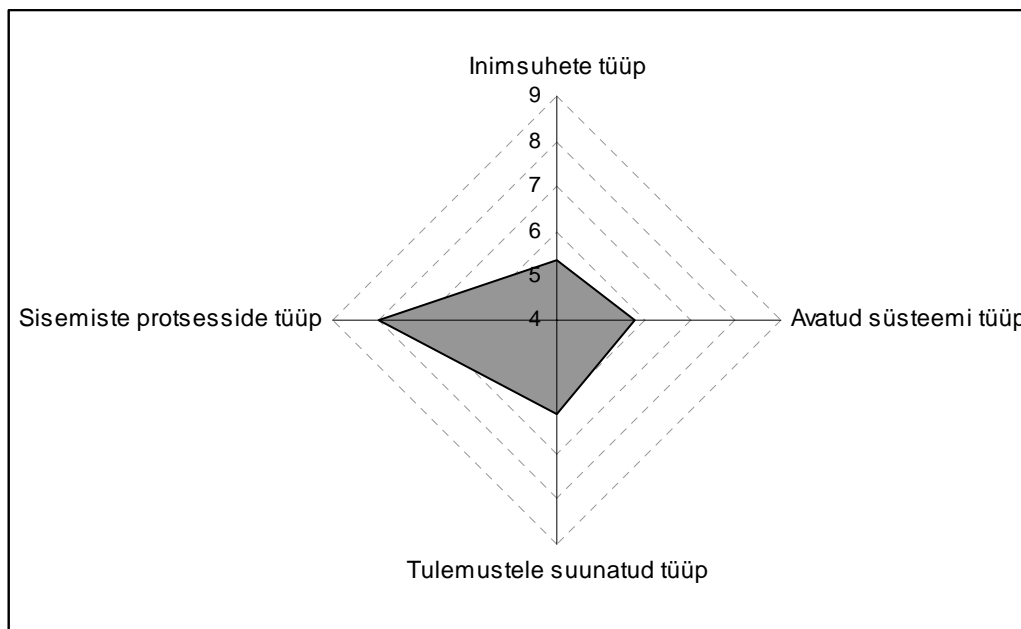 Inimsuhete tüüp
9
8
7
6
5
4
Sisemiste protsesside tüüp
Avatud süsteemi tüüp
Tulemustele suunatud tüüp